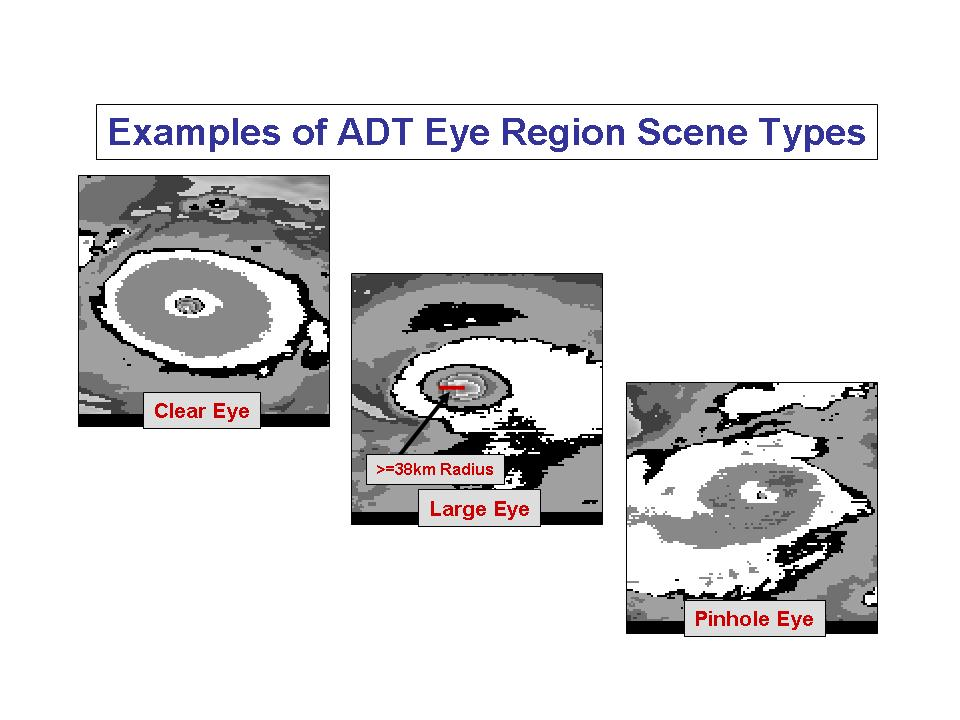 Examples of ADT Eye Region Scene Types
Clear Eye
>=38km Radius
Large Eye
Pinhole Eye